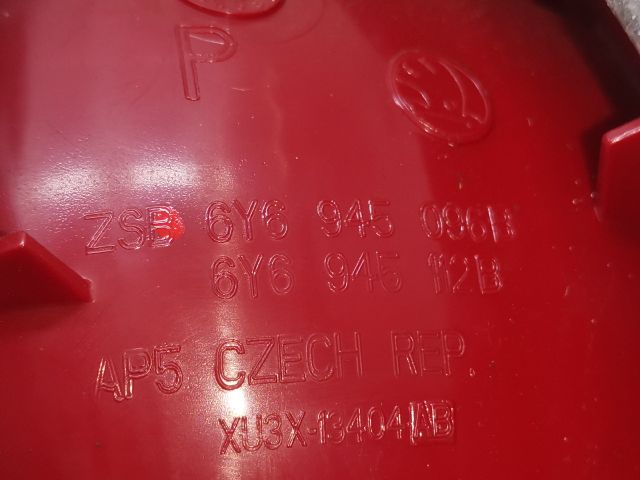 P
ZSB 6Y6 945 096B
6Y6 945 112B
AP5 CZECH REP.
XU3X-13404 AB